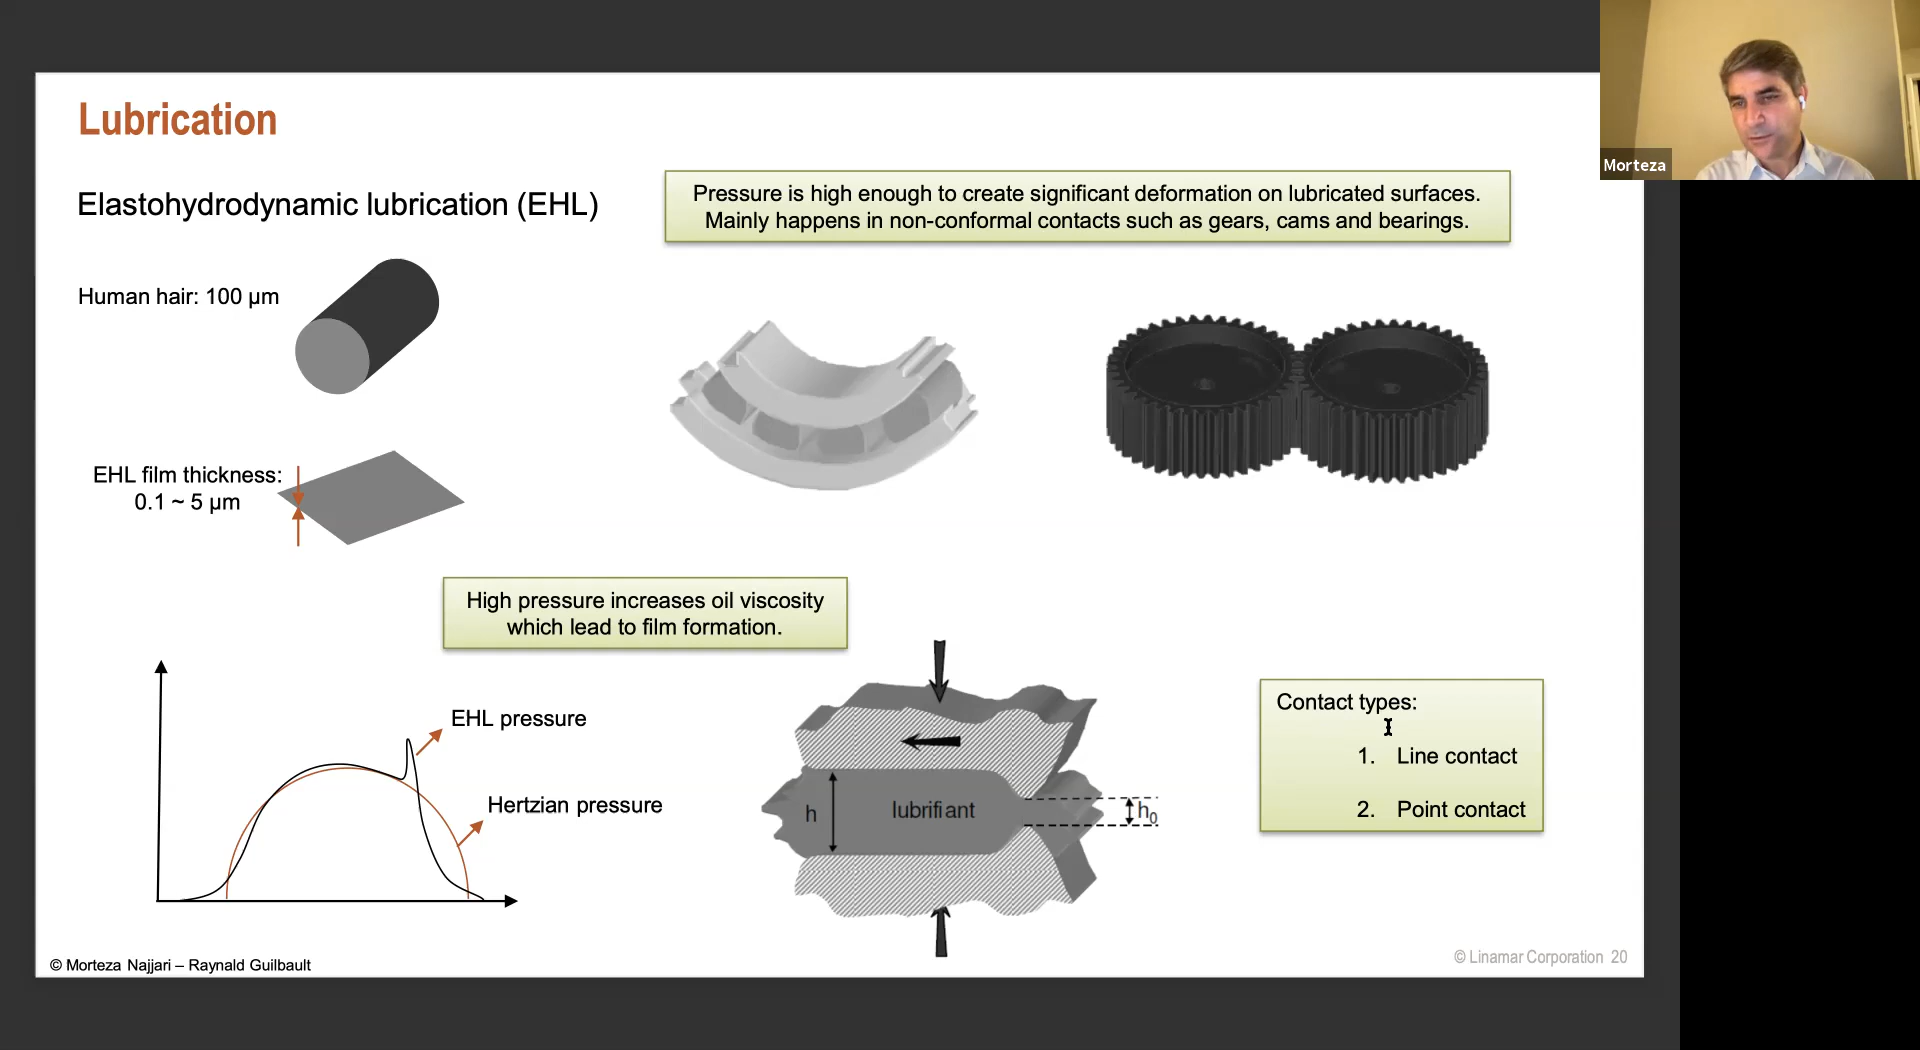 Lubrication
Morteza
Elastohydrodynamic lubrication (EHL)
Pressure is high enough to create significant deformation on lubricated surfaces.
Mainly happens in non-conformal contacts such as gears, cams and bearings.
Human hair: 100 µm
EHL film thickness:
0.1 ~ 5 µm
High pressure increases oil viscosity
which lead to film formation.
EHL pressure
Hertzian pressure
h
lubrifiant
h0
Contact types:
1. Line contact
2. Point contact
© Morteza Najjari – Raynald Guilbault
© Linamar Corporation 20